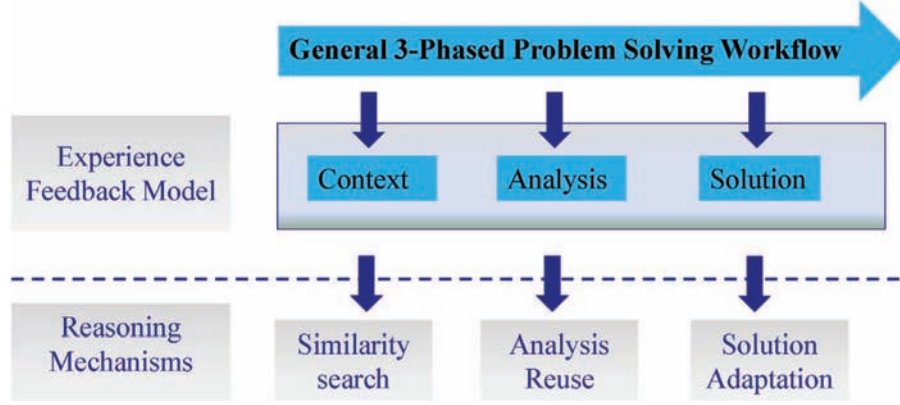 General 3-Phased Problem Solving Workflow
Experience
Feedback Model
Context
Analysis
Solution
Reasoning
Mechanisms
Similarity
search
Analysis
Reuse
Solution
Adaptation